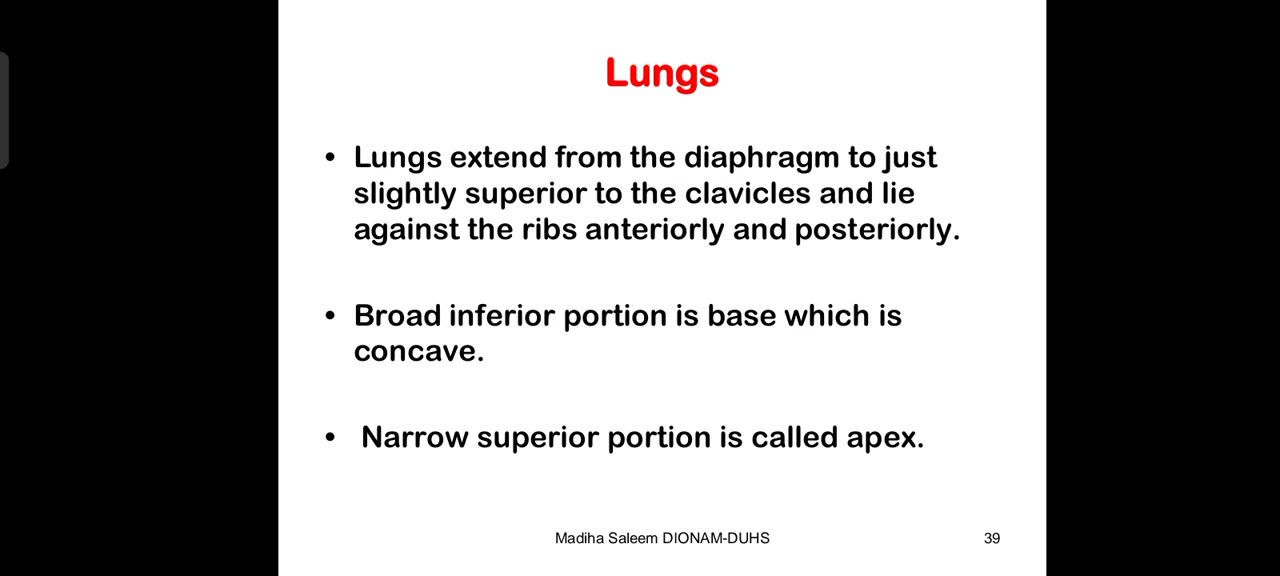 Lungs
• Lungs extend from the diaphragm to just
slightly superior to the clavicles and lie
against the ribs anteriorly and posteriorly.
• Broad inferior portion is base which is
concave.
• Narrow superior portion is called apex.
Madiha Saleem DIONAM-DUHS 39